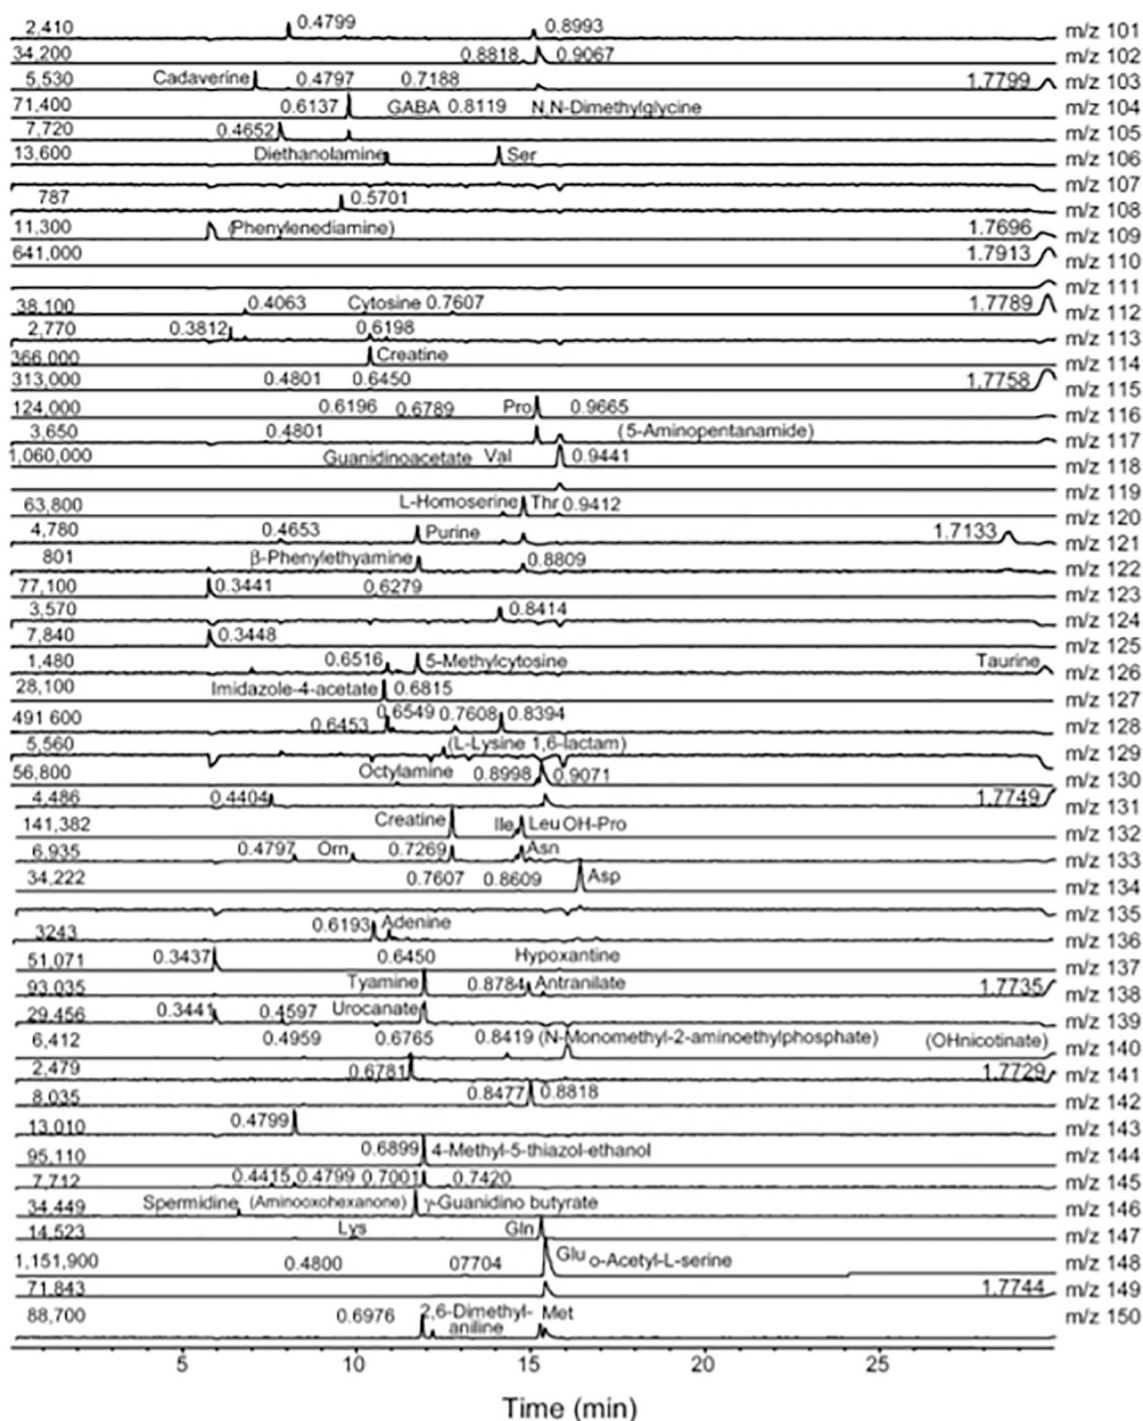 2,410 0.4799 0.8993 m/z 101
34,200 0.8818 0.9067 m/z 102
5,530 Cadaverine 0.4797 0.7188 1.7799 m/z 103
71,400 0.6137 GABA 0.8119 N,N-Dimethylglycine m/z 104
7,720 0.4652 m/z 105
13,600 Diethanolamine Ser m/z 106
m/z 107
787 0.5701 m/z 108
11,300 (Phenylenediamine) 1.7696 m/z 109
641,000 1.7913 m/z 110
m/z 111
38,100 0.4063 Cytosine 0.7607 1.7789 m/z 112
2,770 0.3812 0.6198 m/z 113
366,000 Creatine m/z 114
313,000 0.4801 0.6450 1.7758 m/z 115
124,000 0.6196 0.6789 Pro 0.9665 m/z 116
3,650 0.4801 (5-Aminopentanamide) m/z 117
1,060,000 Guanidinoacetate Val 0.9441 m/z 118
m/z 119
63,800 L-Homoserine Thr 0.9412 m/z 120
4,780 0.4653 Purine 1.7133 m/z 121
801 β-Phenylethyamine 0.8809 m/z 122
77,100 0.3441 0.6279 m/z 123
3,570 0.8414 m/z 124
7,840 0.3448 m/z 125
1,480 0.6516 5-Methylcytosine Taurine m/z 126
28,100 Imidazole-4-acetate 0.6815 m/z 127
491 600 0.6453 0.6549 0.7608 0.8394 m/z 128
5,560 (L-Lysine 1,6-lactam) m/z 129
56,800 Octylamine 0.8998 0.9071 m/z 130
4,486 0.4404 1.7749 m/z 131
141,382 Creatine Ile Leu OH-Pro m/z 132
6,935 0.4797 Orn 0.7269 Asn m/z 133
34,222 0.7607 0.8609 Asp m/z 134
m/z 135
3243 0.6193 Adenine m/z 136
51,071 0.3437 0.6450 Hypoxantine m/z 137
93,035 Tyamine 0.8784 Antranilate 1.7735 m/z 138
29,456 0.3441 0.4597 Urocanate m/z 139
6,412 0.4959 0.6765 0.8419 (N-Monomethyl-2-aminoethylphosphate) (OHnicotinate) m/z 140
2,479 0.6781 1.7729 m/z 141
8,035 0.8477 0.8818 m/z 142
13,010 0.4799 m/z 143
95,110 0.6899 4-Methyl-5-thiazol-ethanol m/z 144
7,712 0.4415 0.4799 0.7001 0.7420 m/z 145
34,449 Spermidine (Aminooxohexanone) γ-Guanidino butyrate m/z 146
14,523 Lys Gln m/z 147
1,151,900 0.4800 07704 Glu o-Acetyl-L-serine m/z 148
71,843 1.7744 m/z 149
88,700 0.6976 2,6-Dimethyl- Met m/z 150
aniline
5 10 15 20 25
Time (min)